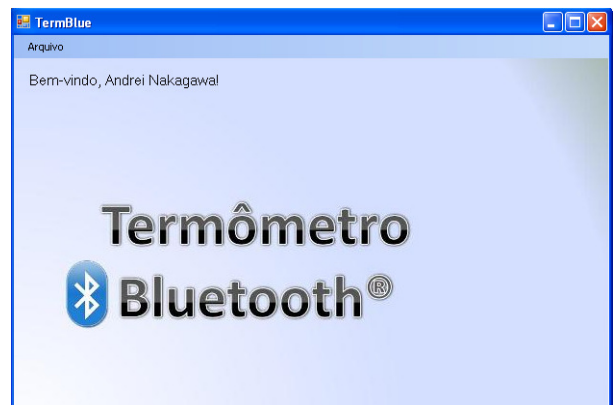 TermBlue
Arquivo
Bem-vindo, Andrei Nakagawa!
Termômetro
Bluetooth®